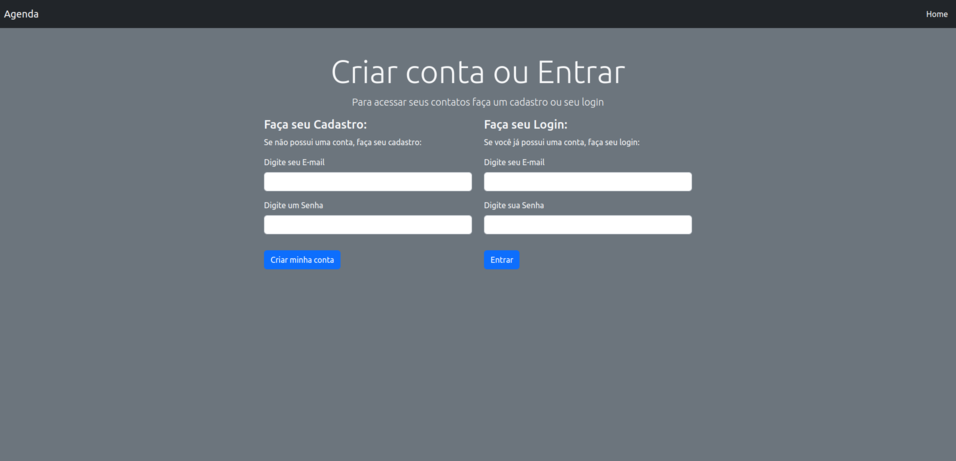 Agenda
Home
Criar conta ou Entrar
Para acessar seus contatos faça um cadastro ou seu login
Faça seu Cadastro:
Se não possui uma conta, faça seu cadastro:
Digite seu E-mail
Digite um Senha
Criar minha conta
Faça seu Login:
Se você já possui uma conta, faça seu login:
Digite seu E-mail
Digite sua Senha
Entrar